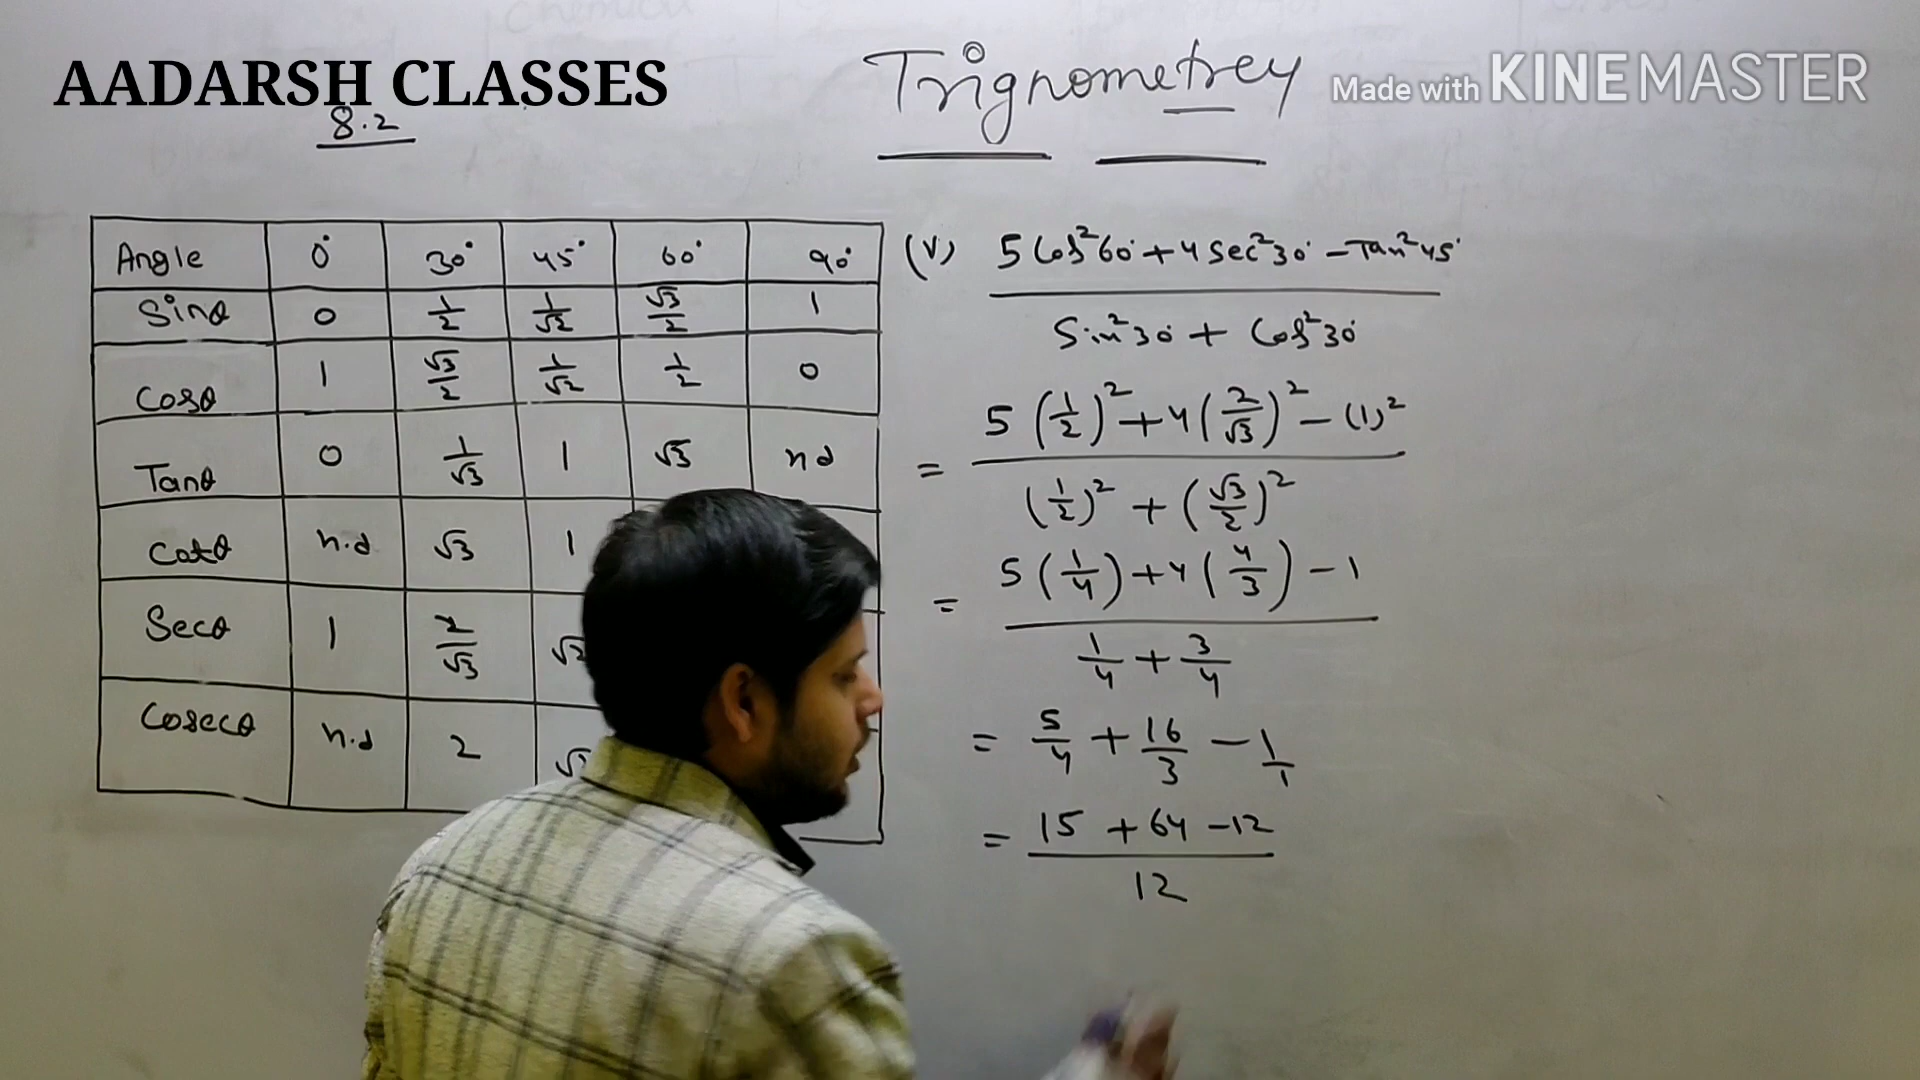 AADARSH CLASSES
Trignometrey
Made with KINEMASTER
8.2
Angle 0° 30° 45° 60° 90°
Sinθ 0 1/2 1/√2 √3/2 1
Cosθ 1 √3/2 1/√2 1/2 0
Tanθ 0 1/√3 1 √3 nd
Cotθ n.d √3 1
Secθ 1 2/√3 √2
Cosecθ n.d 2
(V) 5 Cos²60° + 4 Sec²30° - Tan²45°
Sin²30° + Cos²30°
= 5 (1/2)² + 4 (2/√3)² - (1)²
(1/2)² + (√3/2)²
= 5 (1/4) + 4 (4/3) - 1
1/4 + 3/4
= 5/4 + 16/3 - 1/1
= 15 + 64 - 12
12